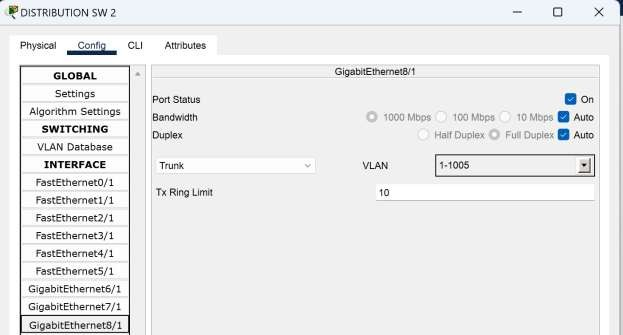 DISTRIBUTION SW 2
Physical Config CLI Attributes
GLOBAL
Settings
Algorithm Settings
SWITCHING
VLAN Database
INTERFACE
FastEthernet0/1
FastEthernet1/1
FastEthernet2/1
FastEthernet3/1
FastEthernet4/1
FastEthernet5/1
GigabitEthernet6/1
GigabitEthernet7/1
GigabitEthernet8/1
GigabitEthernet8/1
Port Status On
Bandwidth 1000 Mbps 100 Mbps 10 Mbps Auto
Duplex Half Duplex Full Duplex Auto
Trunk VLAN 1-1005
Tx Ring Limit 10